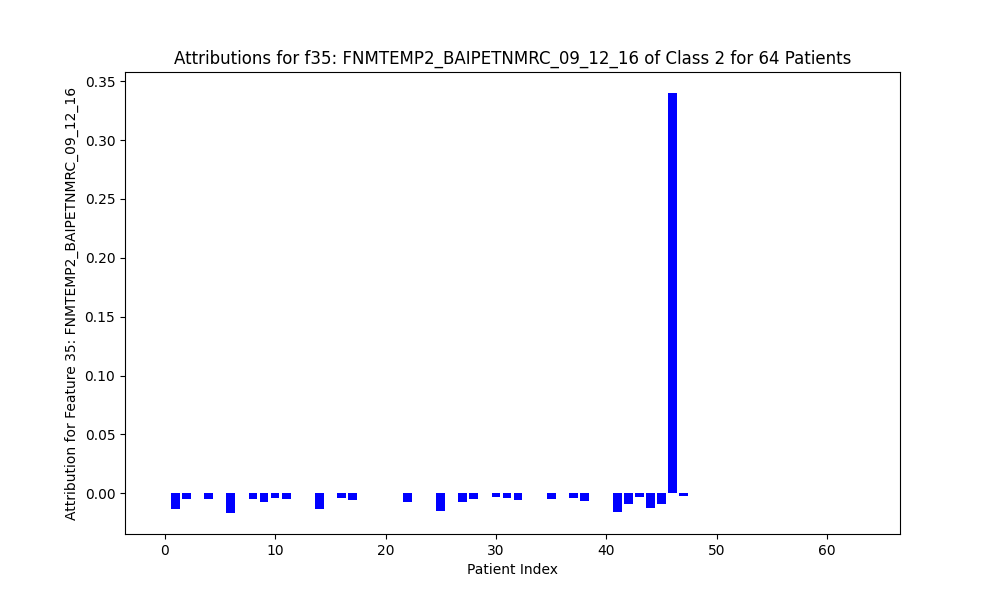 Attributions for f35: FNMTEMP2_BAIPETNMRC_09_12_16 of Class 2 for 64 Patients
Attribution for Feature 35: FNMTEMP2_BAIPETNMRC_09_12_16
0.35
0.30
0.25
0.20
0.15
0.10
0.05
0.00
0 10 20 30 40 50 60
Patient Index